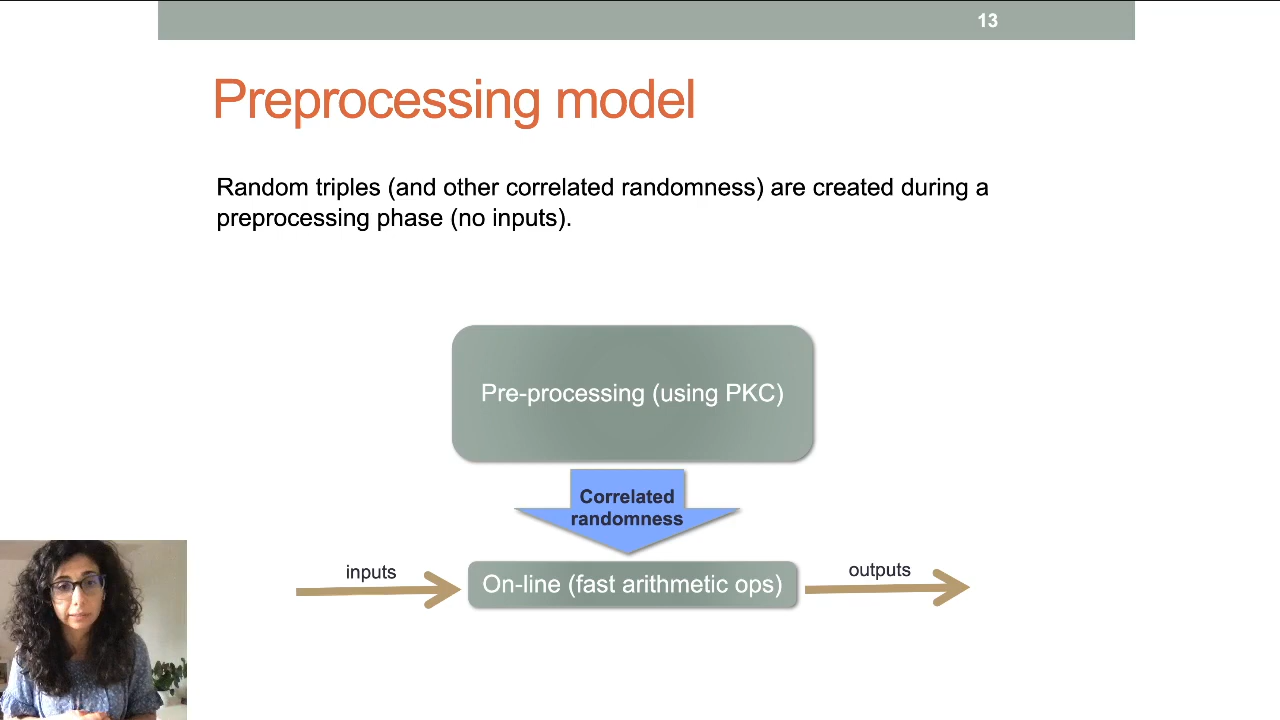 13
Preprocessing model
Random triples (and other correlated randomness) are created during a
preprocessing phase (no inputs).
Pre-processing (using PKC)
Correlated
randomness
inputs
On-line (fast arithmetic ops)
outputs